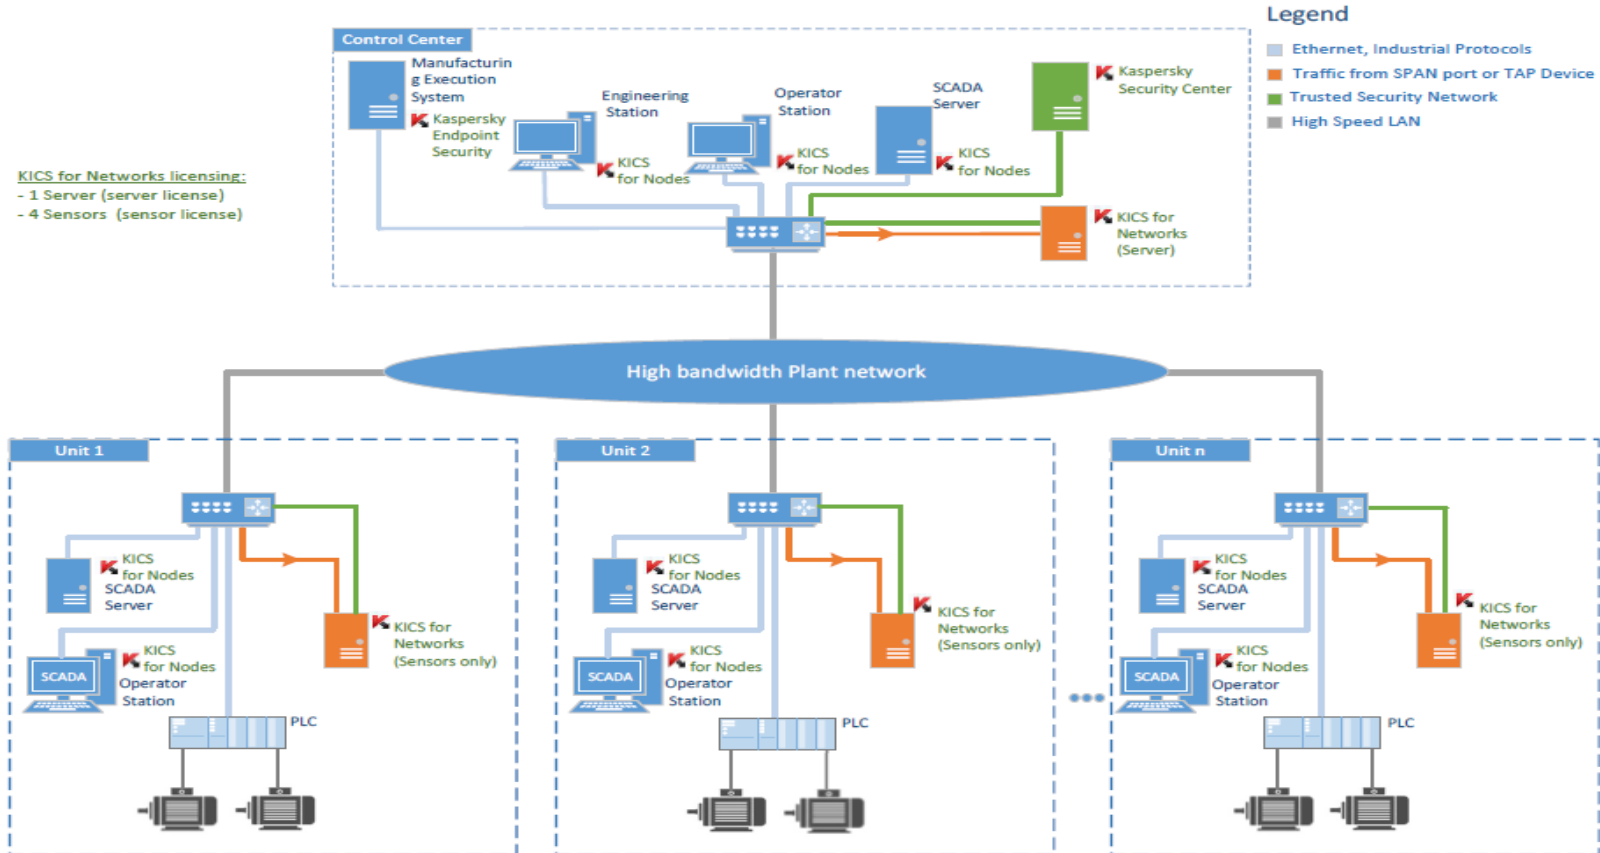 Legend
Ethernet, Industrial Protocols
Traffic from SPAN port or TAP Device
Trusted Security Network
High Speed LAN
KICS for Networks licensing:
- 1 Server (server license)
- 4 Sensors  (sensor license)
Control Center
Manufacturin
g Execution
System
Kaspersky
Endpoint
Security
Engineering
Station
KICS
for Nodes
Operator
Station
KICS
for Nodes
SCADA
Server
KICS
for Nodes
Kaspersky
Security Center
KICS for
Networks
(Server)
High bandwidth Plant network
Unit 1
KICS
for Nodes
SCADA
Server
KICS for
Networks
(Sensors only)
SCADA
KICS
for Nodes
Operator
Station
PLC
Unit 2
KICS
for Nodes
SCADA
Server
KICS for
Networks
(Sensors only)
SCADA
KICS
for Nodes
Operator
Station
PLC
Unit n
KICS
for Nodes
SCADA
Server
KICS for
Networks
(Sensors only)
SCADA
KICS
for Nodes
Operator
Station
PLC